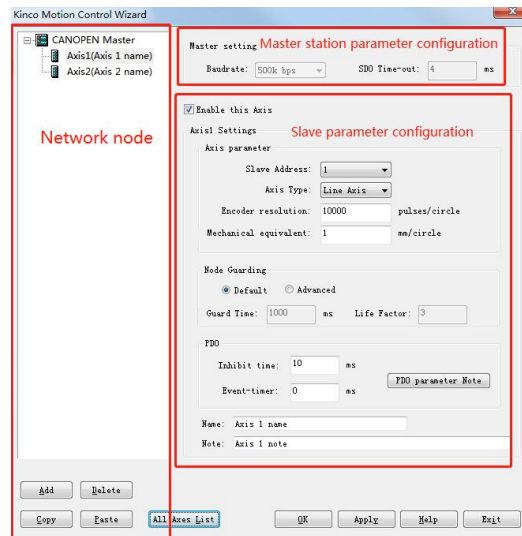 Kinco Motion Control Wizard
CANOPEN Master
Axis1(Axis 1 name)
Axis2(Axis 2 name)
Network node
Master setting Master station parameter configuration
Baudrate: 500k bps SDO Time-out: 4 ms
Enable this Axis
Axis1 Settings Slave parameter configuration
Axis parameter
Slave Address: 1
Axis Type: Line Axis
Encoder resolution: 10000 pulses/circle
Mechanical equivalent: 1 mm/circle
Node Guarding
Default Advanced
Guard Time: 1000 ms Life Factor: 3
PDO
Inhibit time: 10 ms
PDO parameter Note
Event-timer: 0 ms
Name: Axis 1 name
Note: Axis 1 note
Add Delete
Copy Paste All Axes List OK Apply Help Exit